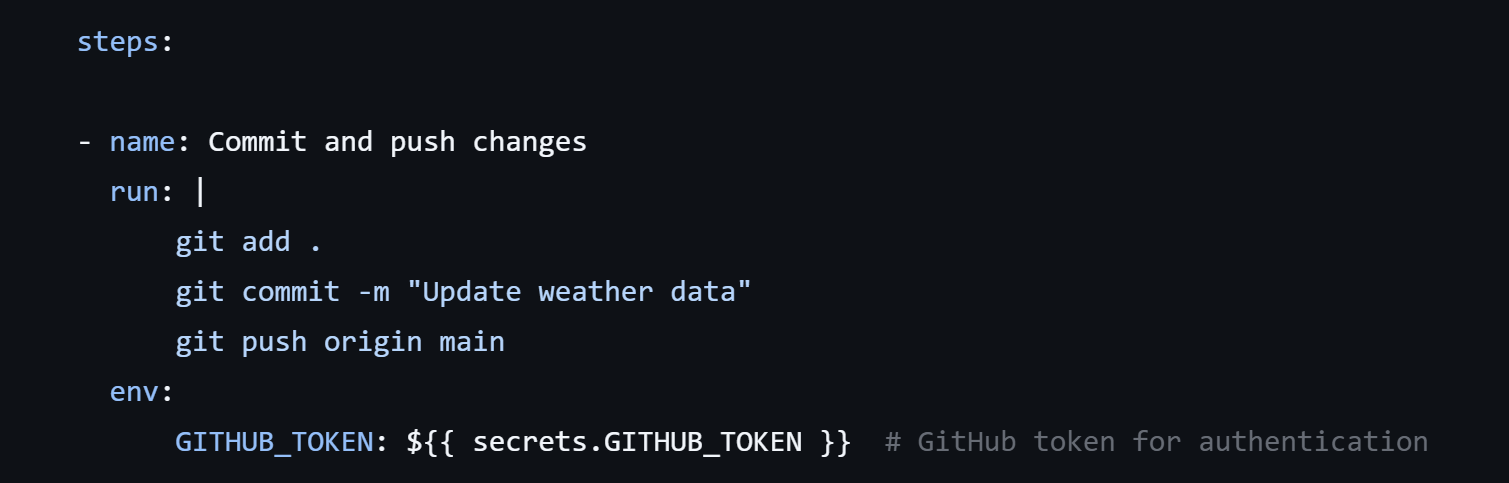 steps:
- name: Commit and push changes
run: |
git add .
git commit -m "Update weather data"
git push origin main
env:
GITHUB_TOKEN: ${{ secrets.GITHUB_TOKEN }}  # GitHub token for authentication